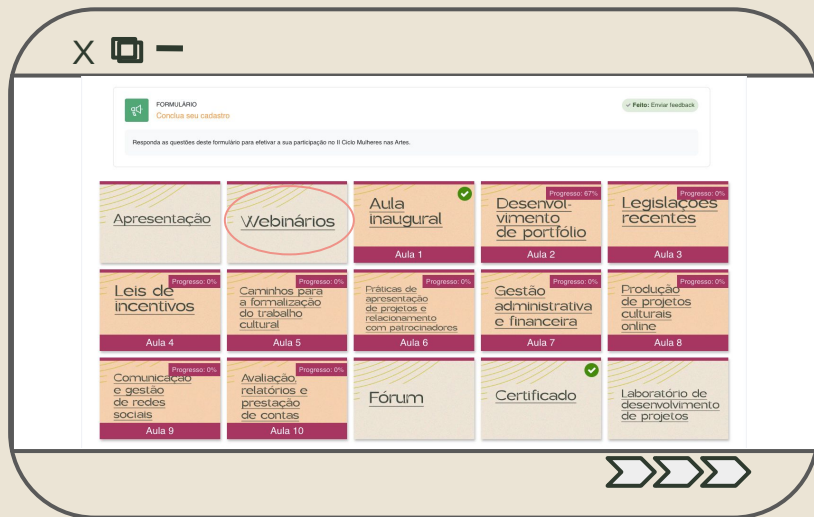 X
FORMULÁRIO
Conclus seu cadastro
✓ Feito: Enviar feedback
Responda as questões deste formulário para efetivar a sua participação no II Ciclo Mulheres nas Artes.
Apresentação
Webinários
Aula
inaugural
Aula 1
Progresso: 67%
Desenvol-
vimento
de portfólio
Aula 2
Progresso: 0%
Legislações
recentes
Aula 3
Progresso: 0%
Leis de
incentivos
Aula 4
Progresso: 0%
Caminhos para
a formalização
do trabalho
cultural
Aula 5
Progresso: 0%
Práticas de
apresentação
de projetos e
relacionamento
com patrocinadores
Aula 6
Progresso: 0%
Gestão
administrativa
e financeira
Aula 7
Progresso: 0%
Produção
de projetos
culturais
online
Aula 8
Progresso: 0%
Comunicação
e gestão
de redes
sociais
Aula 9
Progresso: 0%
Avaliação,
relatórios e
prestação
de contas
Aula 10
Fórum
Certificado
Laboratório de
desenvolvimento
de projetos